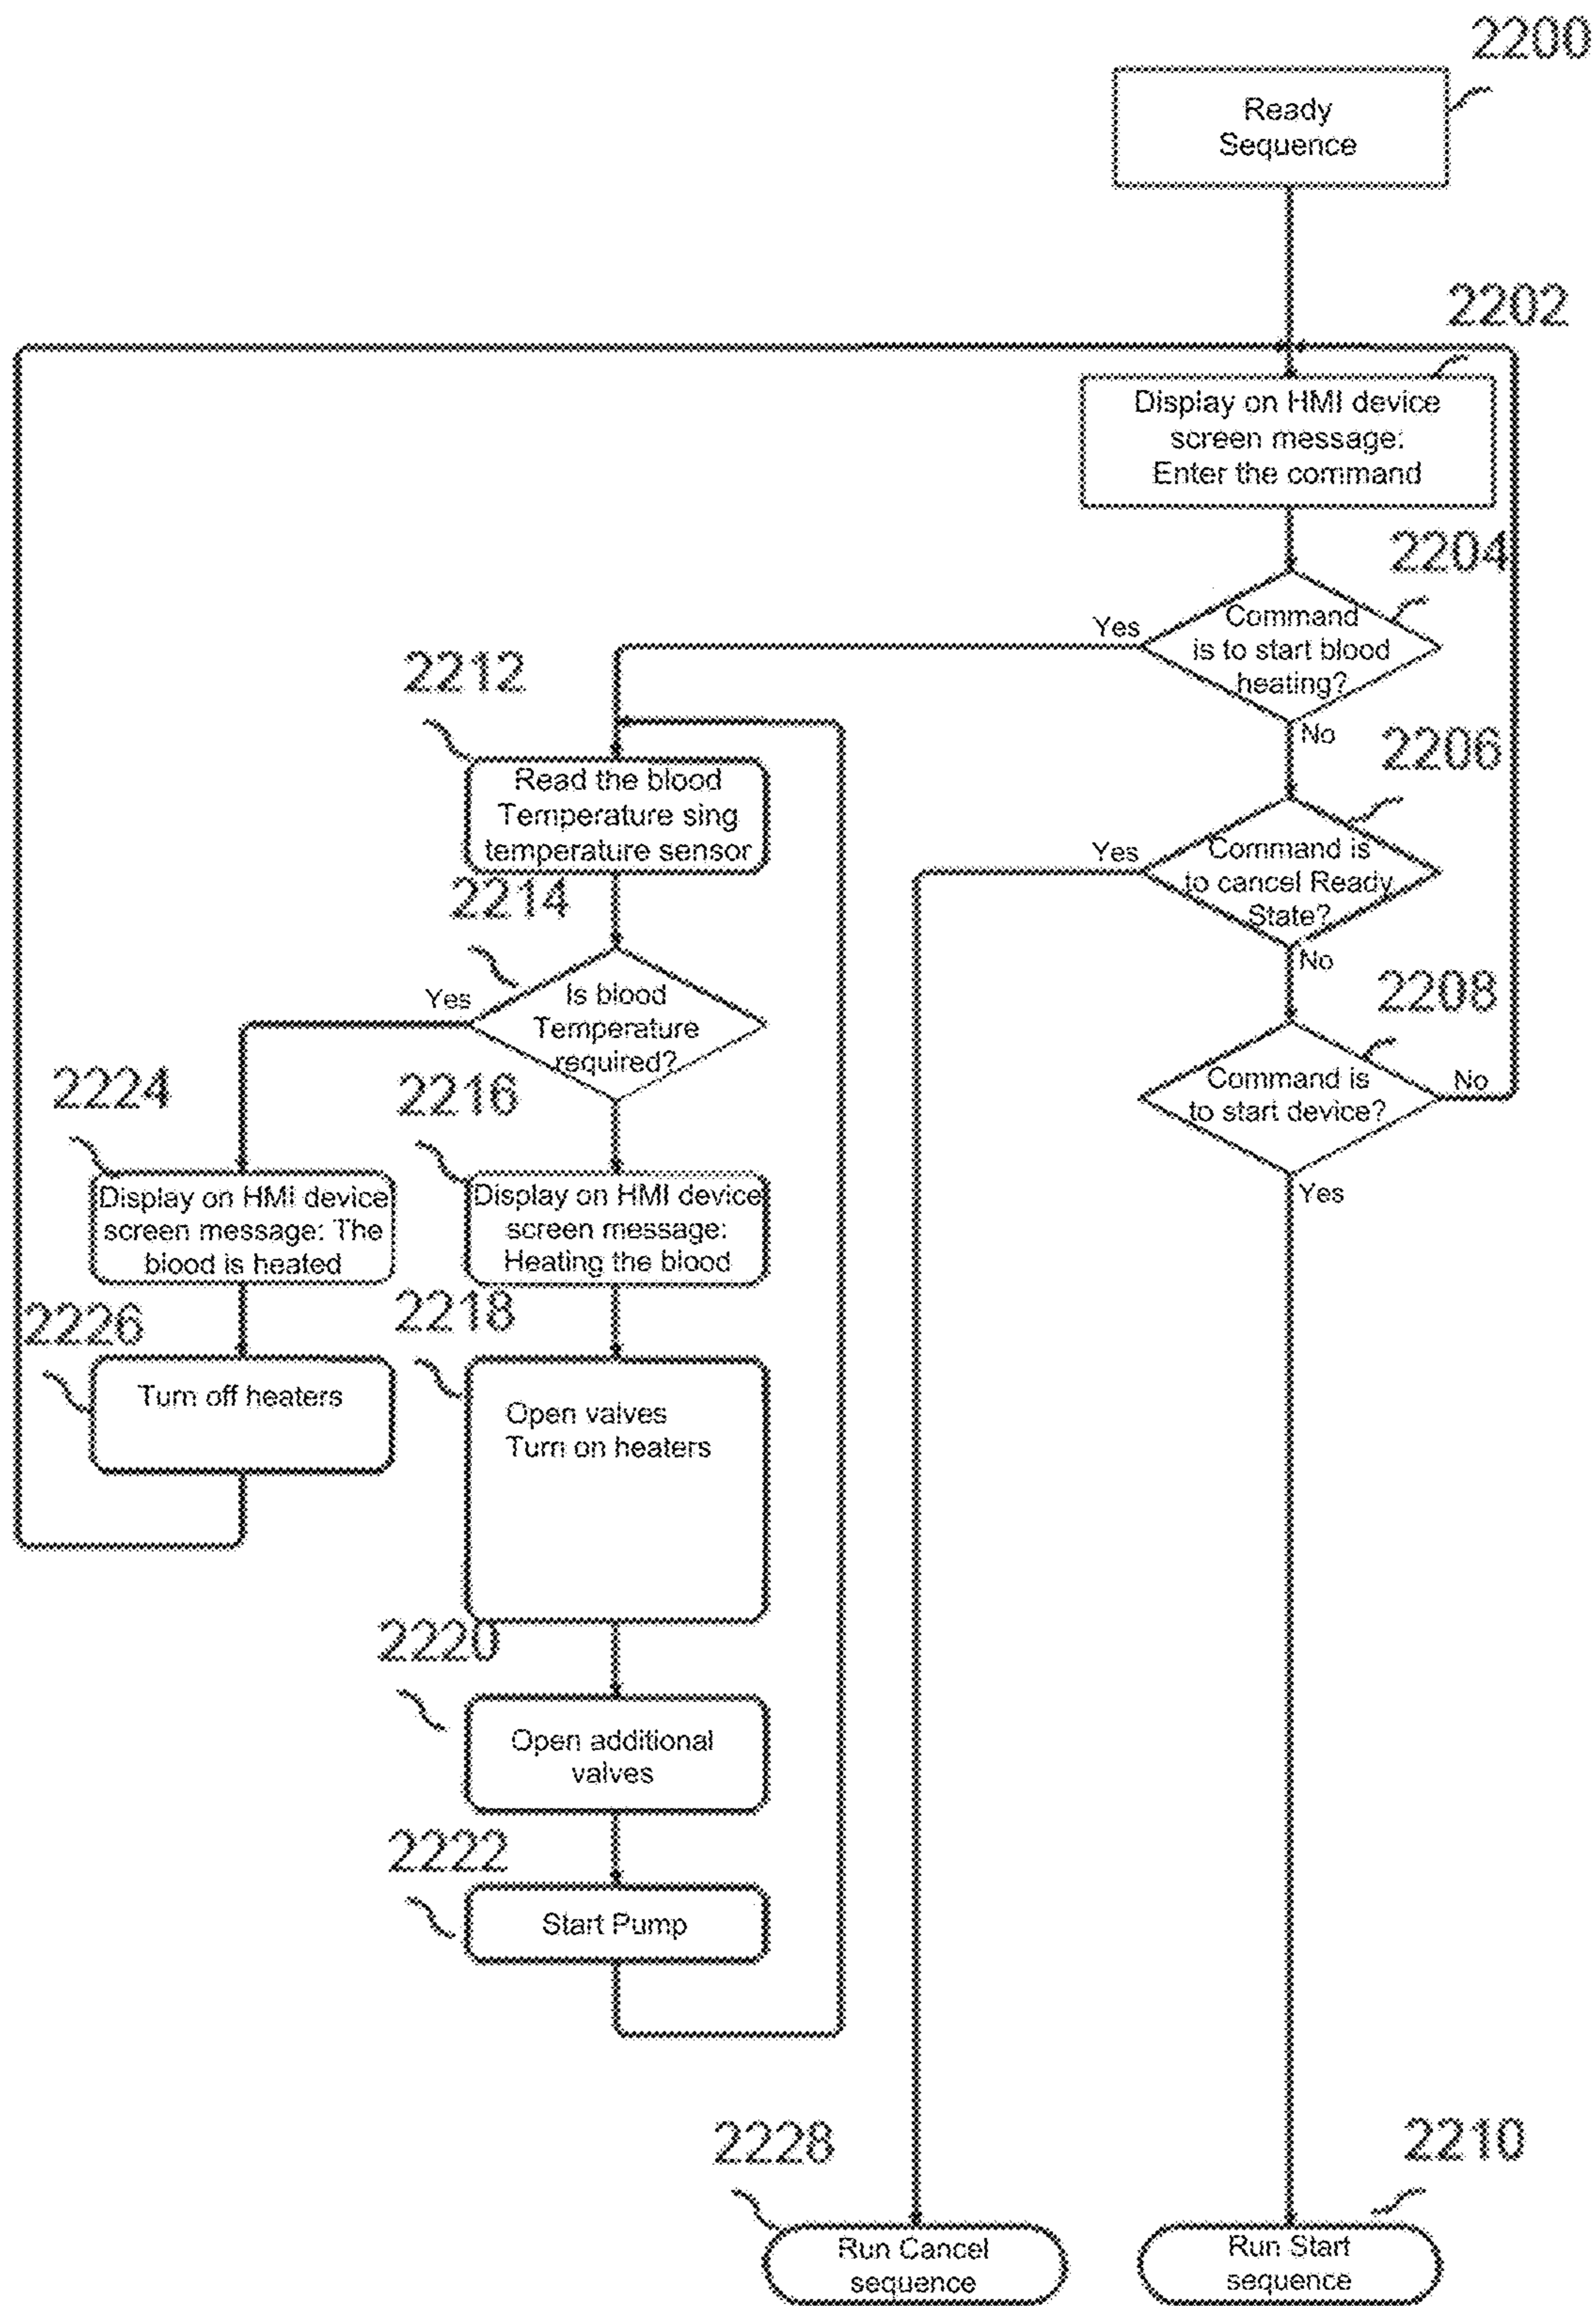 2200
Ready
Sequence
2202
Display on HMI device
screen message:
Enter the command
2204
Yes
Command
is to start blood
heating?
No
2212
Read the blood
Temperature sing
temperature sensor
2206
Yes
Command is
to cancel Ready
State?
No
2214
Yes
Is blood
Temperature
required?
2208
Command is
to start device?
No
Yes
2224
Display on HMI device
screen message: The
blood is heated
2216
Display on HMI device
screen message:
Heating the blood
2226
Turn off heaters
2218
Open valves
Turn on heaters
2220
Open additional
valves
2222
Start Pump
2228
Run Cancel
sequence
2210
Run Start
sequence